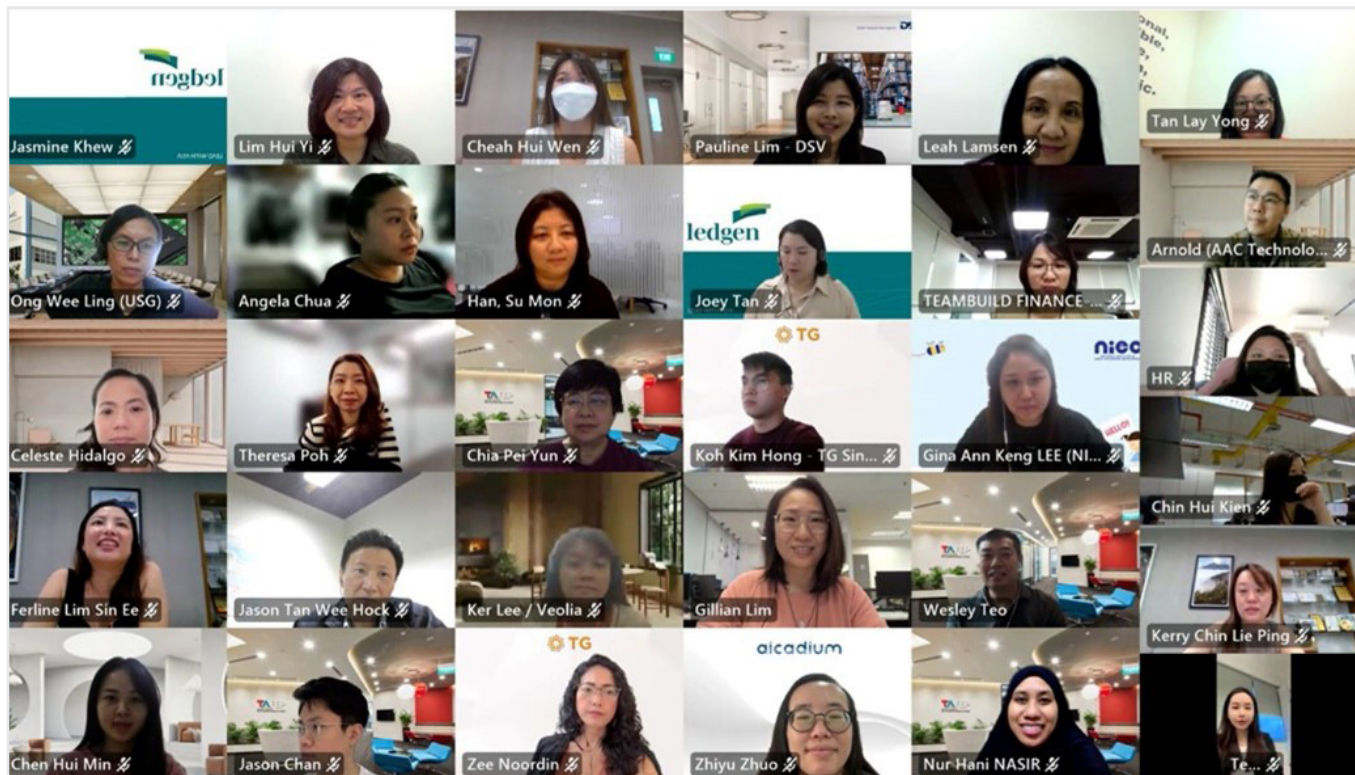 ledgen
Jasmine Khew
Lim Hui Yi
Cheah Hui Wen
Pauline Lim - DSV
Leah Lamsen
onal,
ble,
Tan Lay Yong
Ong Wee Ling (USG)
Angela Chua
Han, Su Mon
ledgen
Joey Tan
TEAMBUILD FINANCE -...
Arnold (AAC Technolo...
Celeste Hidalgo
Theresa Poh
Chia Pei Yun
TG
Koh Kim Hong - TG Sin...
Gina Ann Keng LEE (NI...
HR
Chin Hui Kien
Ferline Lim Sin Ee
Jason Tan Wee Hock
Ker Lee / Veolia
Gillian Lim
Wesley Teo
Kerry Chin Lie Ping
Chen Hui Min
Jason Chan
TG
Zee Noordin
aicadium
Zhiyu Zhuo
Nur Hani NASIR
Te...